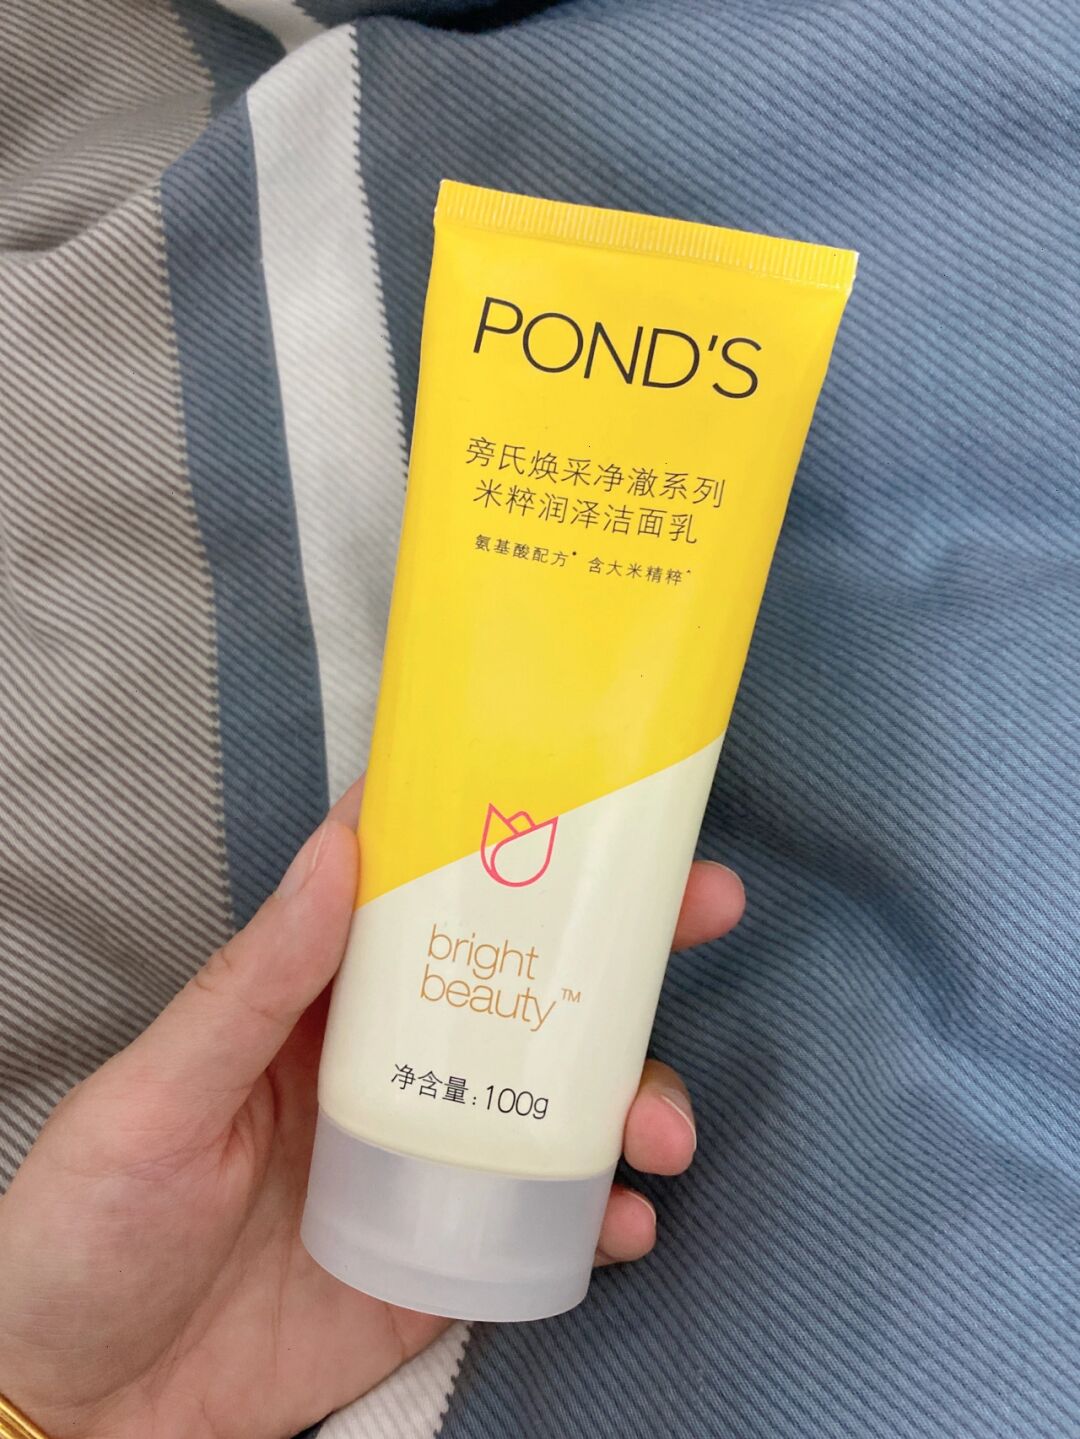 POND'S
旁氏焕采净澈系列
米粹润泽洁面乳
氨基酸配方• 含大米精粹^
bright
beauty™
净含量:100g